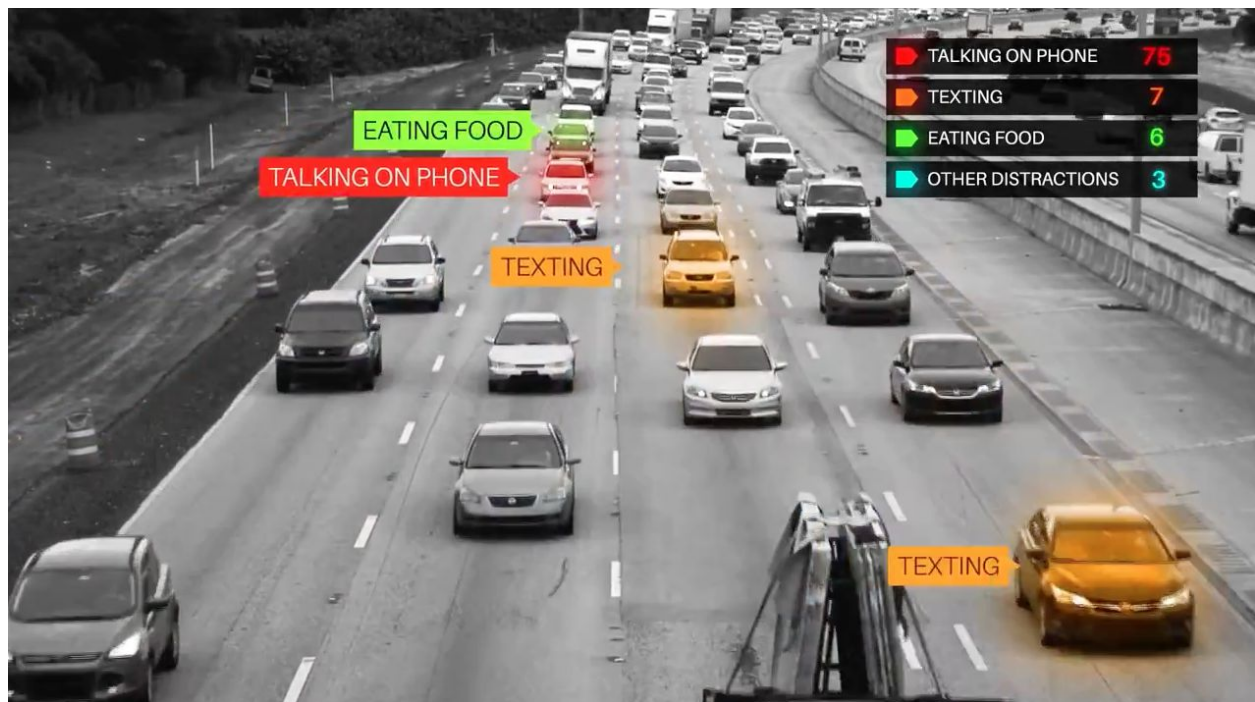 TALKING ON PHONE 75
TEXTING 7
EATING FOOD 6
OTHER DISTRACTIONS 3
EATING FOOD
TALKING ON PHONE
TEXTING
TEXTING